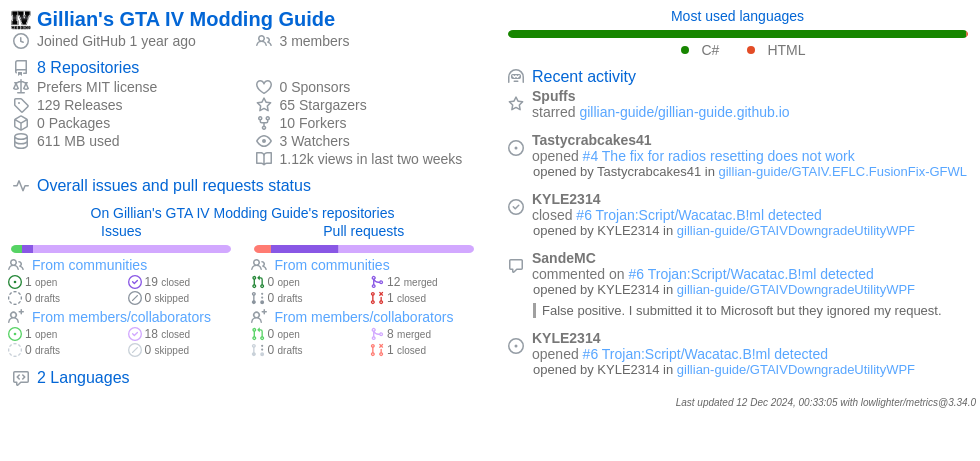 Gillian's GTA IV Modding Guide
Joined GitHub 1 year ago
3 members
8 Repositories
Prefers MIT license
129 Releases
0 Packages
611 MB used
0 Sponsors
65 Stargazers
10 Forkers
3 Watchers
1.12k views in last two weeks
Overall issues and pull requests status
On Gillian's GTA IV Modding Guide's repositories
Issues
From communities
1 open
19 closed
0 drafts
0 skipped
From members/collaborators
1 open
18 closed
0 drafts
0 skipped
Pull requests
From communities
0 open
12 merged
0 drafts
1 closed
From members/collaborators
0 open
8 merged
0 drafts
1 closed
2 Languages
Most used languages
C#
HTML
Recent activity
Spuffs
starred gillian-guide/gillian-guide.github.io
Tastycrabcakes41
opened #4 The fix for radios resetting does not work
opened by Tastycrabcakes41 in gillian-guide/GTAIV.EFLC.FusionFix-GFWL
KYLE2314
closed #6 Trojan:Script/Wacatac.B!ml detected
opened by KYLE2314 in gillian-guide/GTAIVDowngradeUtilityWPF
SandeMC
commented on #6 Trojan:Script/Wacatac.B!ml detected
opened by KYLE2314 in gillian-guide/GTAIVDowngradeUtilityWPF
False positive. I submitted it to Microsoft but they ignored my request.
KYLE2314
opened #6 Trojan:Script/Wacatac.B!ml detected
opened by KYLE2314 in gillian-guide/GTAIVDowngradeUtilityWPF
Last updated 12 Dec 2024, 00:33:05 with lowlighter/metrics@3.34.0